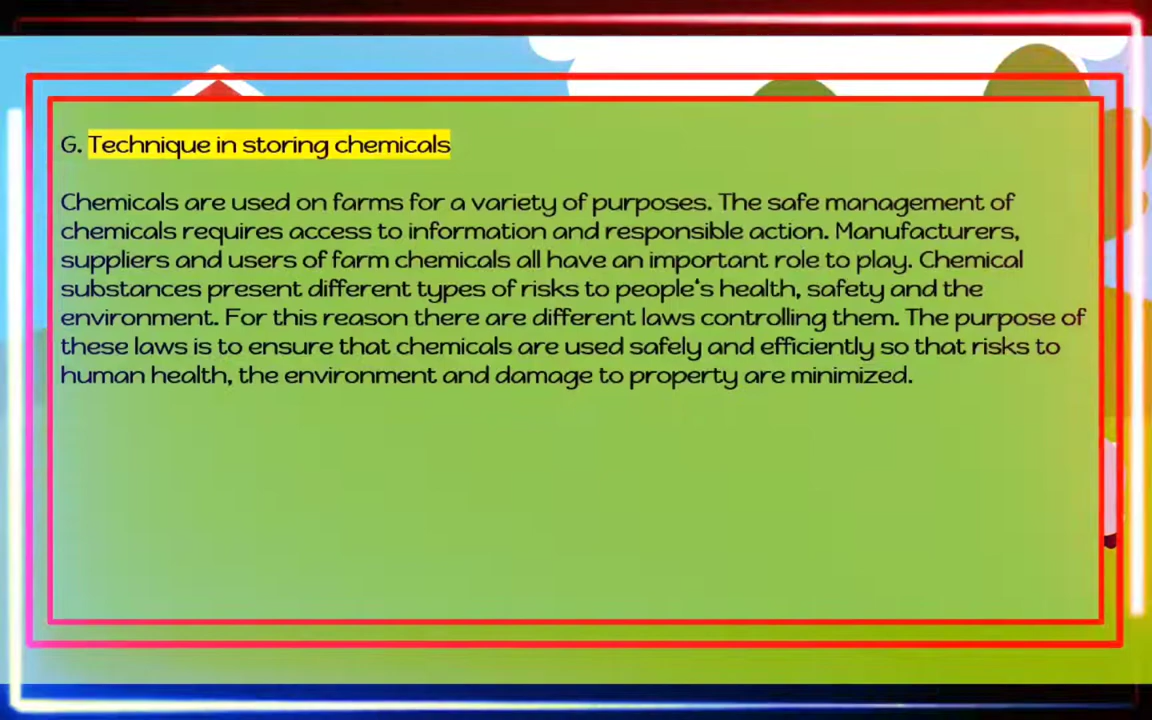 G. Technique in storing chemicals
Chemicals are used on farms for a variety of purposes. The safe management of
chemicals requires access to information and responsible action. Manufacturers,
suppliers and users of farm chemicals all have an important role to play. Chemical
substances present different types of risks to people's health, safety and the
environment. For this reason there are different laws controlling them. The purpose of
these laws is to ensure that chemicals are used safely and efficiently so that risks to
human health, the environment and damage to property are minimized.